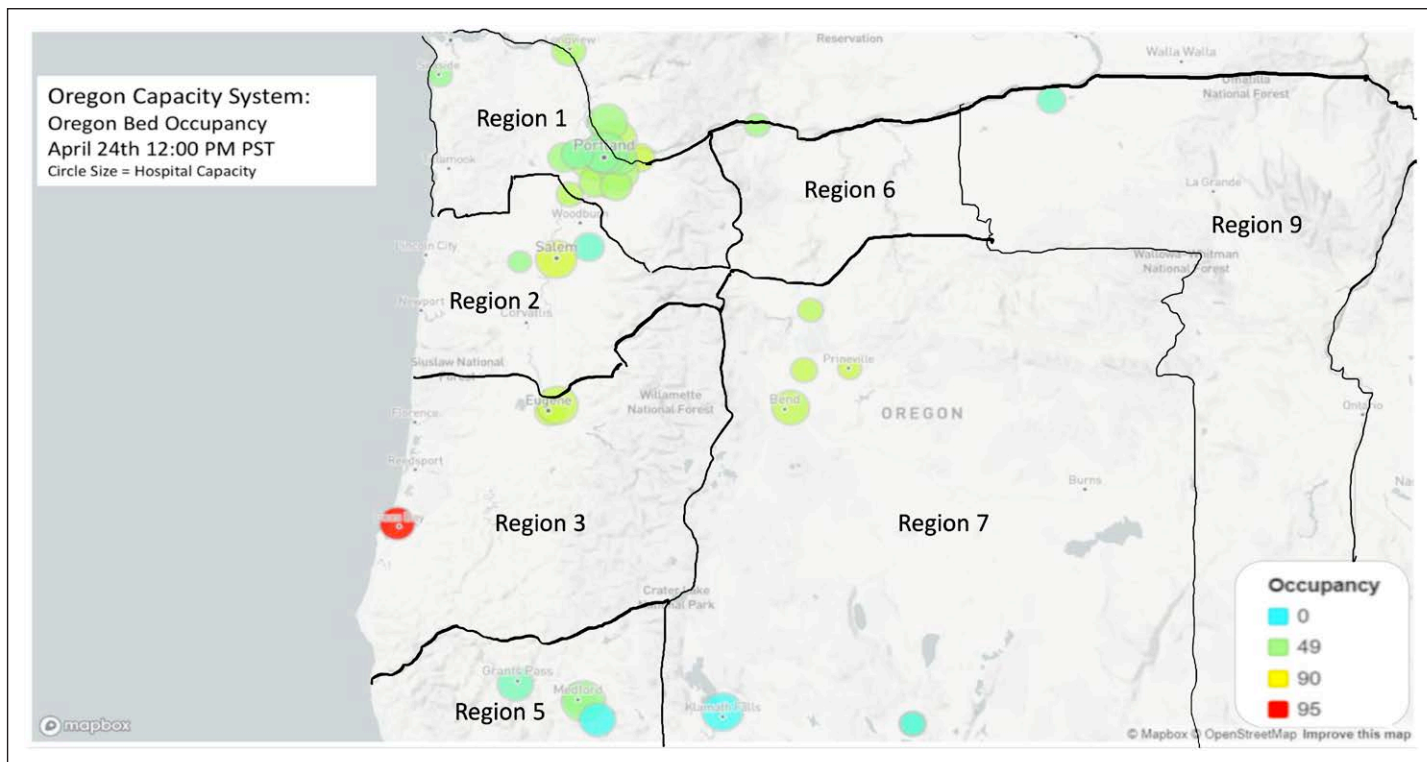 Oregon Capacity System:
Oregon Bed Occupancy
April 24th 12:00 PM PST
Circle Size = Hospital Capacity
Reservation
Walla Walla
Umatilla
National Forest
Region 1
Portland
Region 6
La Grande
Region 9
Woodburn
Lincoln City
Salem
Wallowa-Whitman
National Forest
Region 2
Newport
Corvallis
Siuslaw National
Forest
Prineville
Eugene
Willamette
National Forest
Bend
OREGON
Florence
Ontario
Reedsport
Burns
Region 3
Region 7
Crater Lake
National Park
Grants Pass
Medford
Klamath Falls
Region 5
Occupancy
0
49
90
95
mapbox
© Mapbox © OpenStreetMap Improve this map